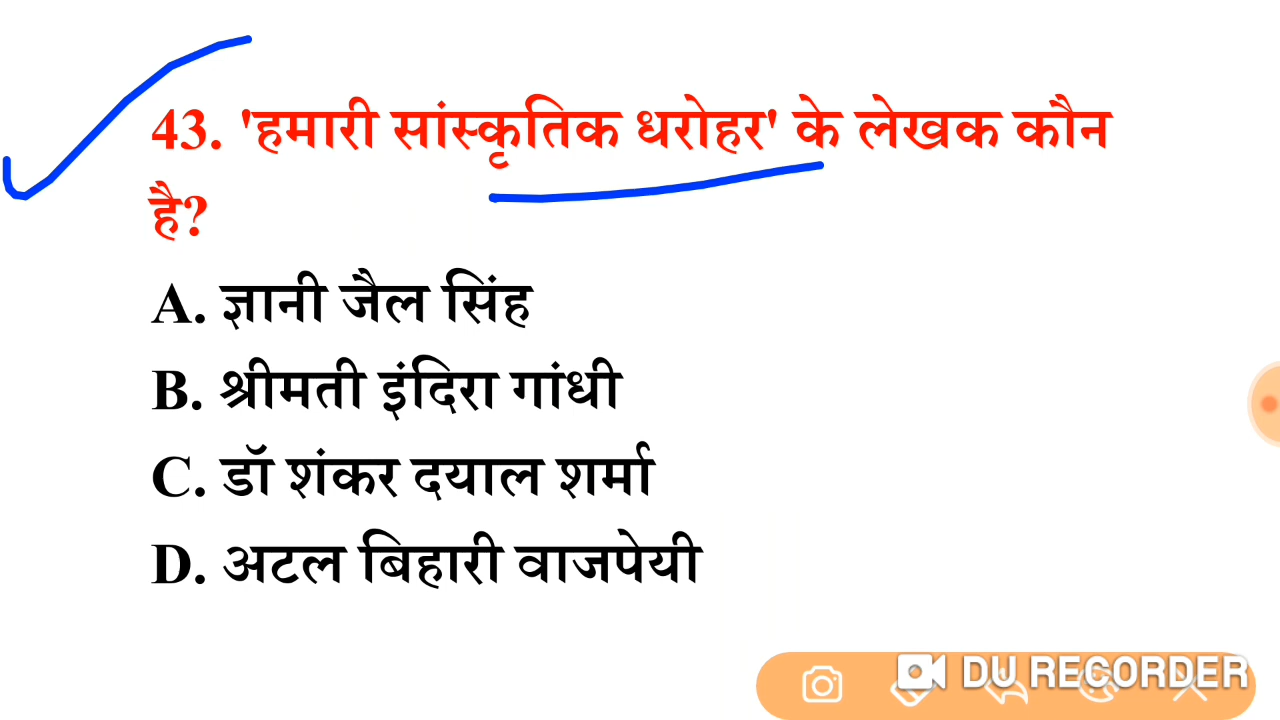 43. 'हमारी सांस्कृतिक धरोहर' के लेखक कौन
है?
A. ज्ञानी जैल सिंह
B. श्रीमती इंदिरा गांधी
C. डॉ शंकर दयाल शर्मा
D. अटल बिहारी वाजपेयी
DU RECORDER